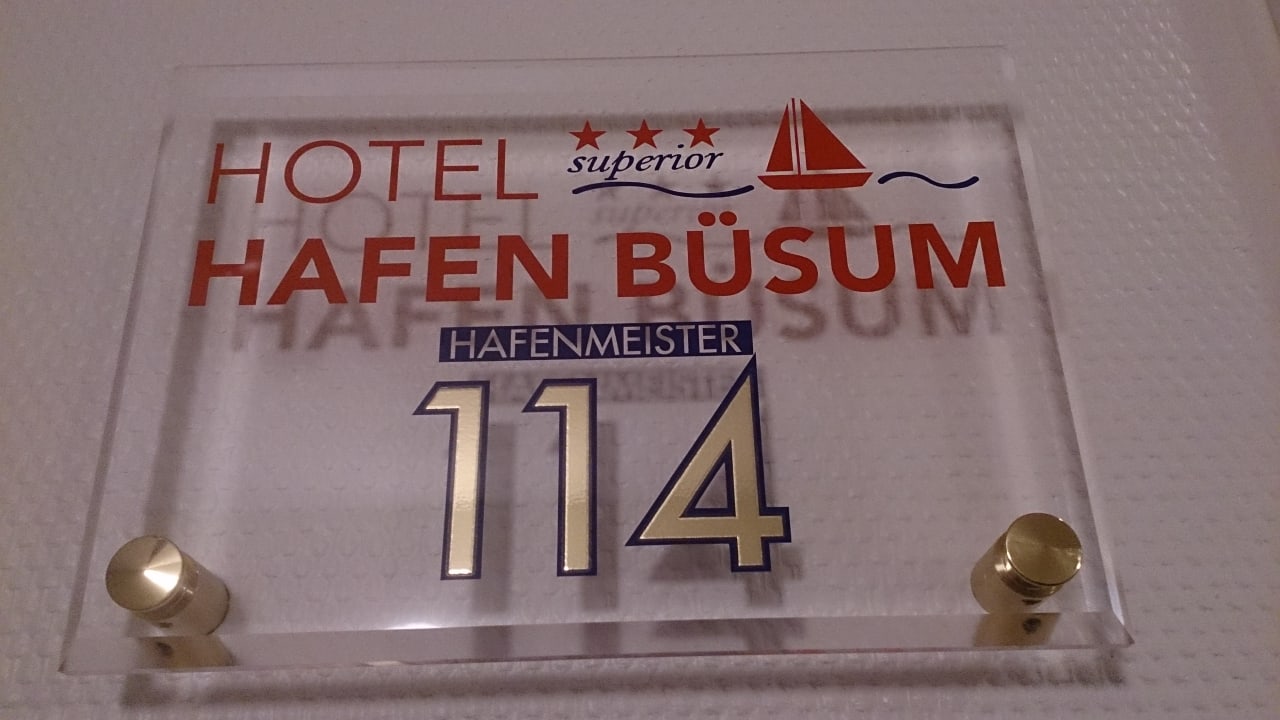 HOTEL superior
HAFEN BÜSUM
HAFENMEISTER
114